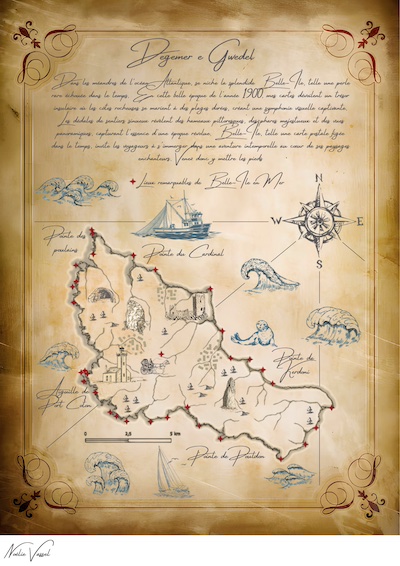 Degemer e Gwedel
Dans les méandres de l'océan Atlantique, se niche la splendide Belle-Ile, telle une perle
rare échouée dans le temps. En cette belle époque de l'année 1900 nos cartes dévoilent un trésor
insulaire où les côtes rocheuses se marient à des plages dorées, créant une symphonie visuelle captivante.
Les dédales de sentiers sinueux révèlent des hameaux pittoresques, des phares majestueux et des vues
panoramiques, capturant l'essence d'une époque révolue. Belle-Ile, telle une carte postale figée
dans le temps, invite les voyageurs à s'immerger dans une aventure intemporelle au cœur de ses paysages
enchanteurs. Venez donc y mettre les pieds
Lieux remarquables de Belle-Ile en Mer
N
W
E
S
Pointe des
poulains
Pointe du Cardinal
Pointe de
Kerdonis
Aiguille de
Port Coton
0 2,5 5 km
Pointe de Pouldon
Noëlie Vassal